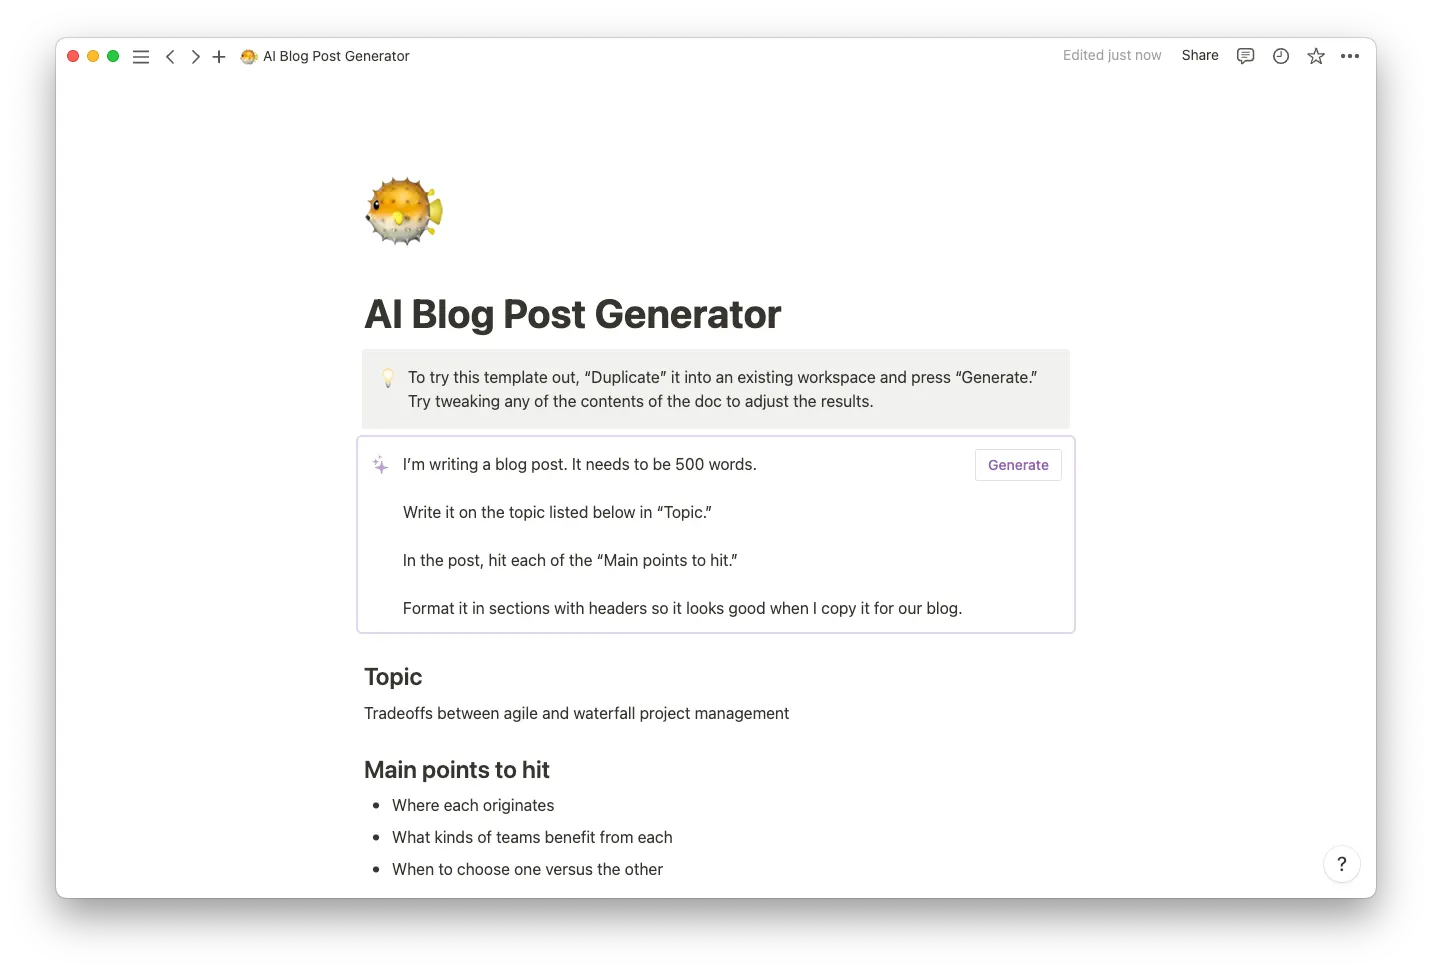 AI Blog Post Generator
Edited just now
Share
AI Blog Post Generator
To try this template out, “Duplicate” it into an existing workspace and press “Generate.”
Try tweaking any of the contents of the doc to adjust the results.
I’m writing a blog post. It needs to be 500 words.
Generate
Write it on the topic listed below in “Topic.”
In the post, hit each of the “Main points to hit.”
Format it in sections with headers so it looks good when I copy it for our blog.
Topic
Tradeoffs between agile and waterfall project management
Main points to hit
• Where each originates
• What kinds of teams benefit from each
• When to choose one versus the other
?